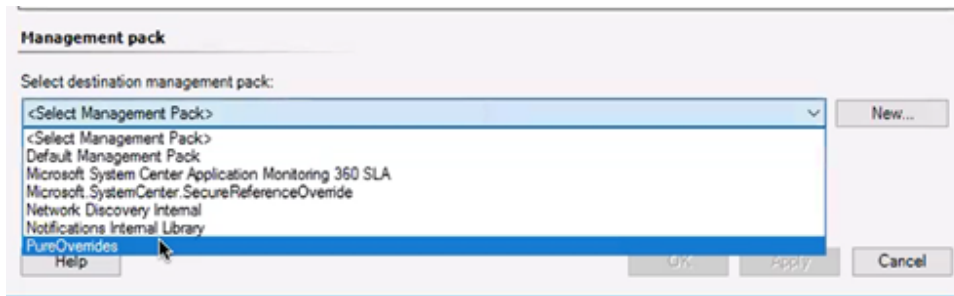 Management pack
Select destination management pack:
<Select Management Pack>
New...
<Select Management Pack>
Default Management Pack
Microsoft System Center Application Monitoring 360 SLA
Microsoft.SystemCenter.SecureReferenceOverride
Network Discovery Internal
Notifications Internal Library
PureOverrides
Help OK Apply Cancel